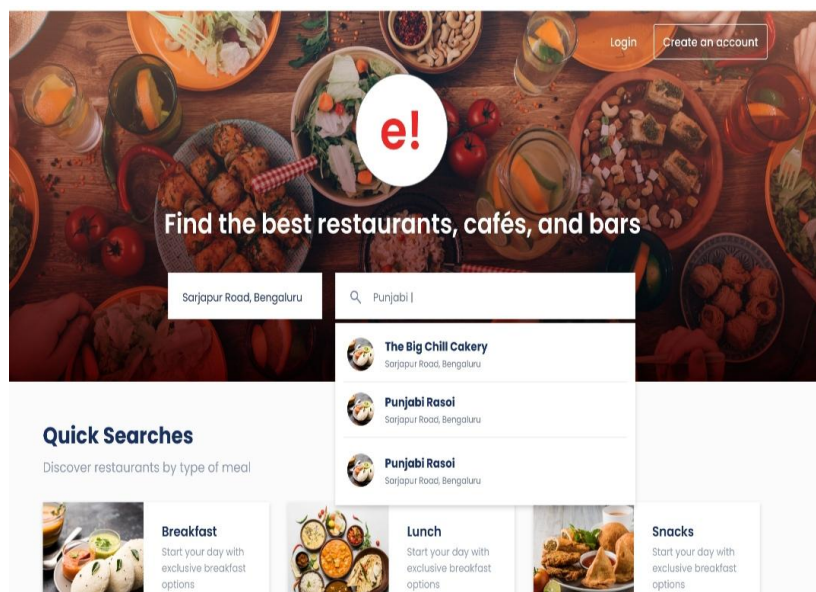 Login
Create an account
e!
Find the best restaurants, cafés, and bars
Sarjapur Road, Bengaluru
Punjabi |
The Big Chill Cakery
Sarjapur Road, Bengaluru
Punjabi Rasoi
Sarjapur Road, Bengaluru
Punjabi Rasoi
Sarjapur Road, Bengaluru
Quick Searches
Discover restaurants by type of meal
Breakfast
Start your day with
exclusive breakfast
options
Lunch
Start your day with
exclusive breakfast
options
Snacks
Start your day with
exclusive breakfast
options